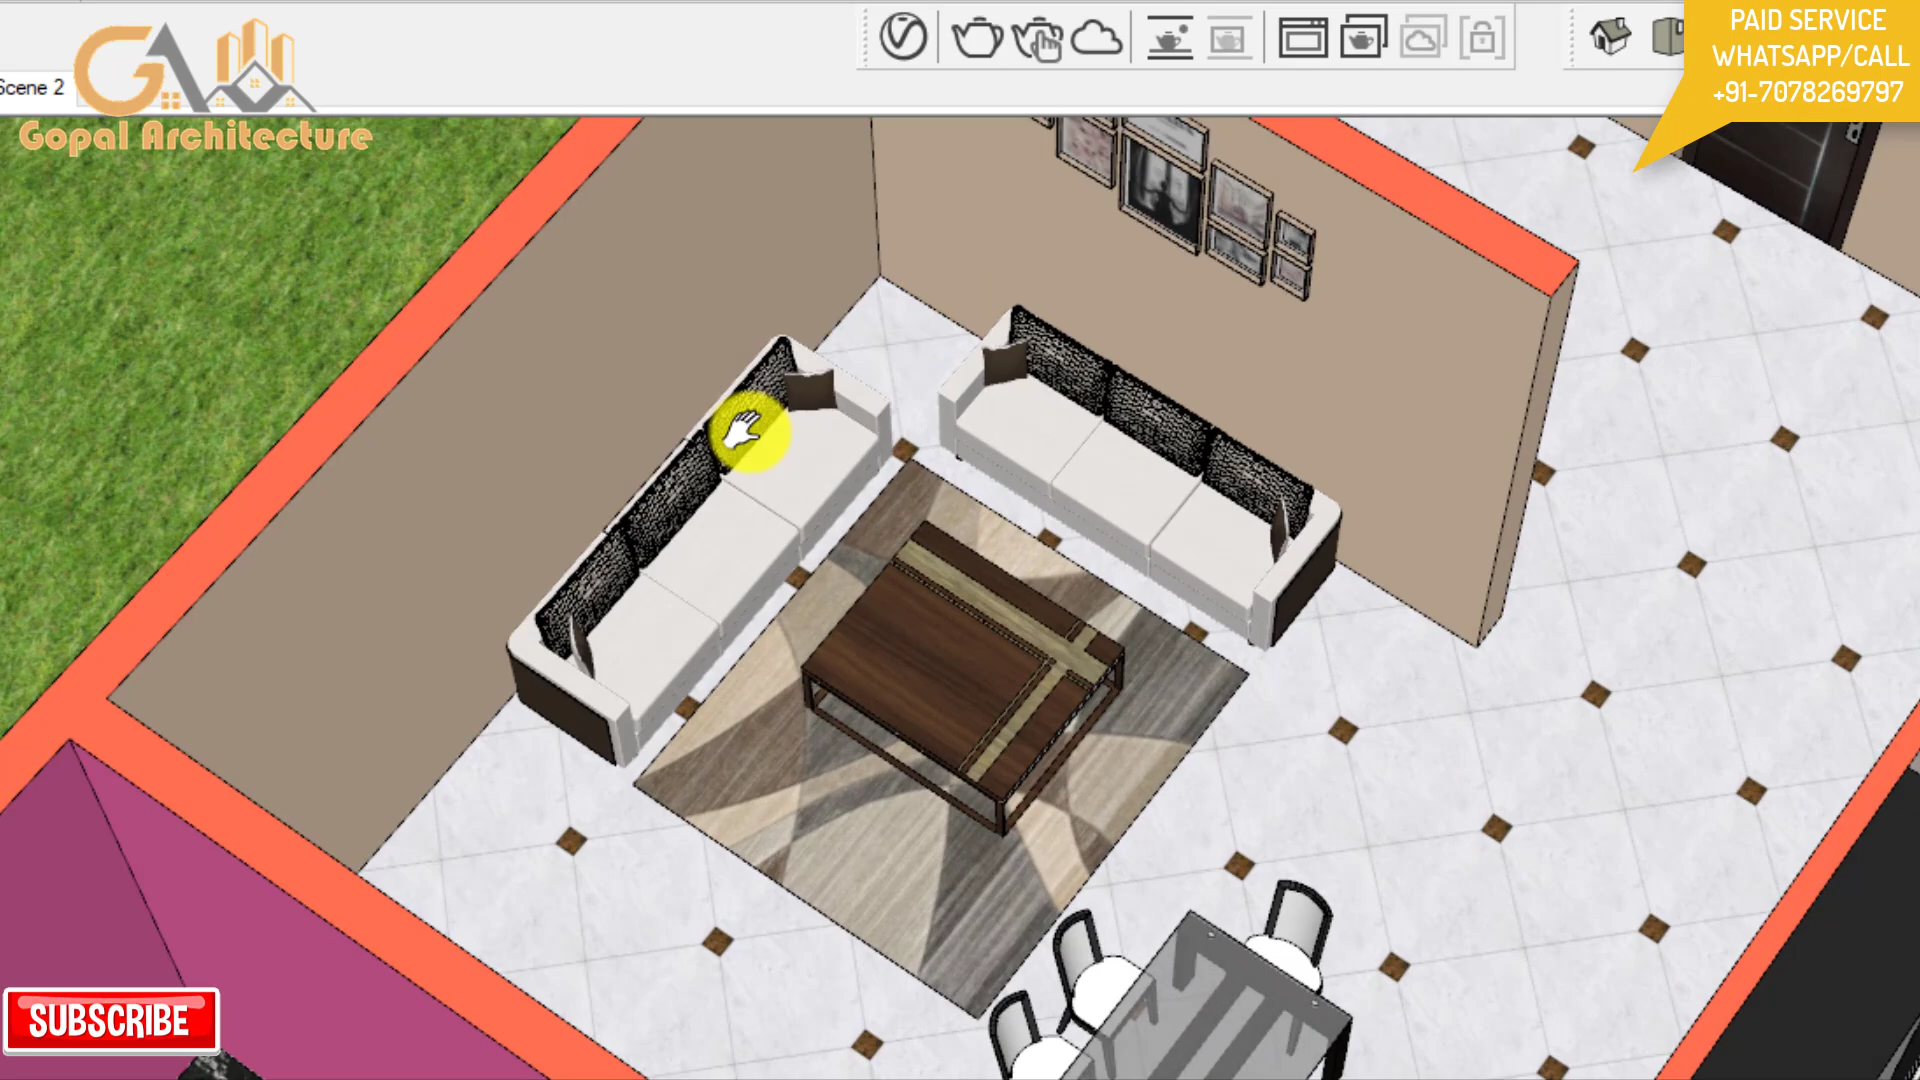 PAID SERVICE
WHATSAPP/CALL
+91-7078269797
Scene 2
Gopal Architecture
SUBSCRIBE